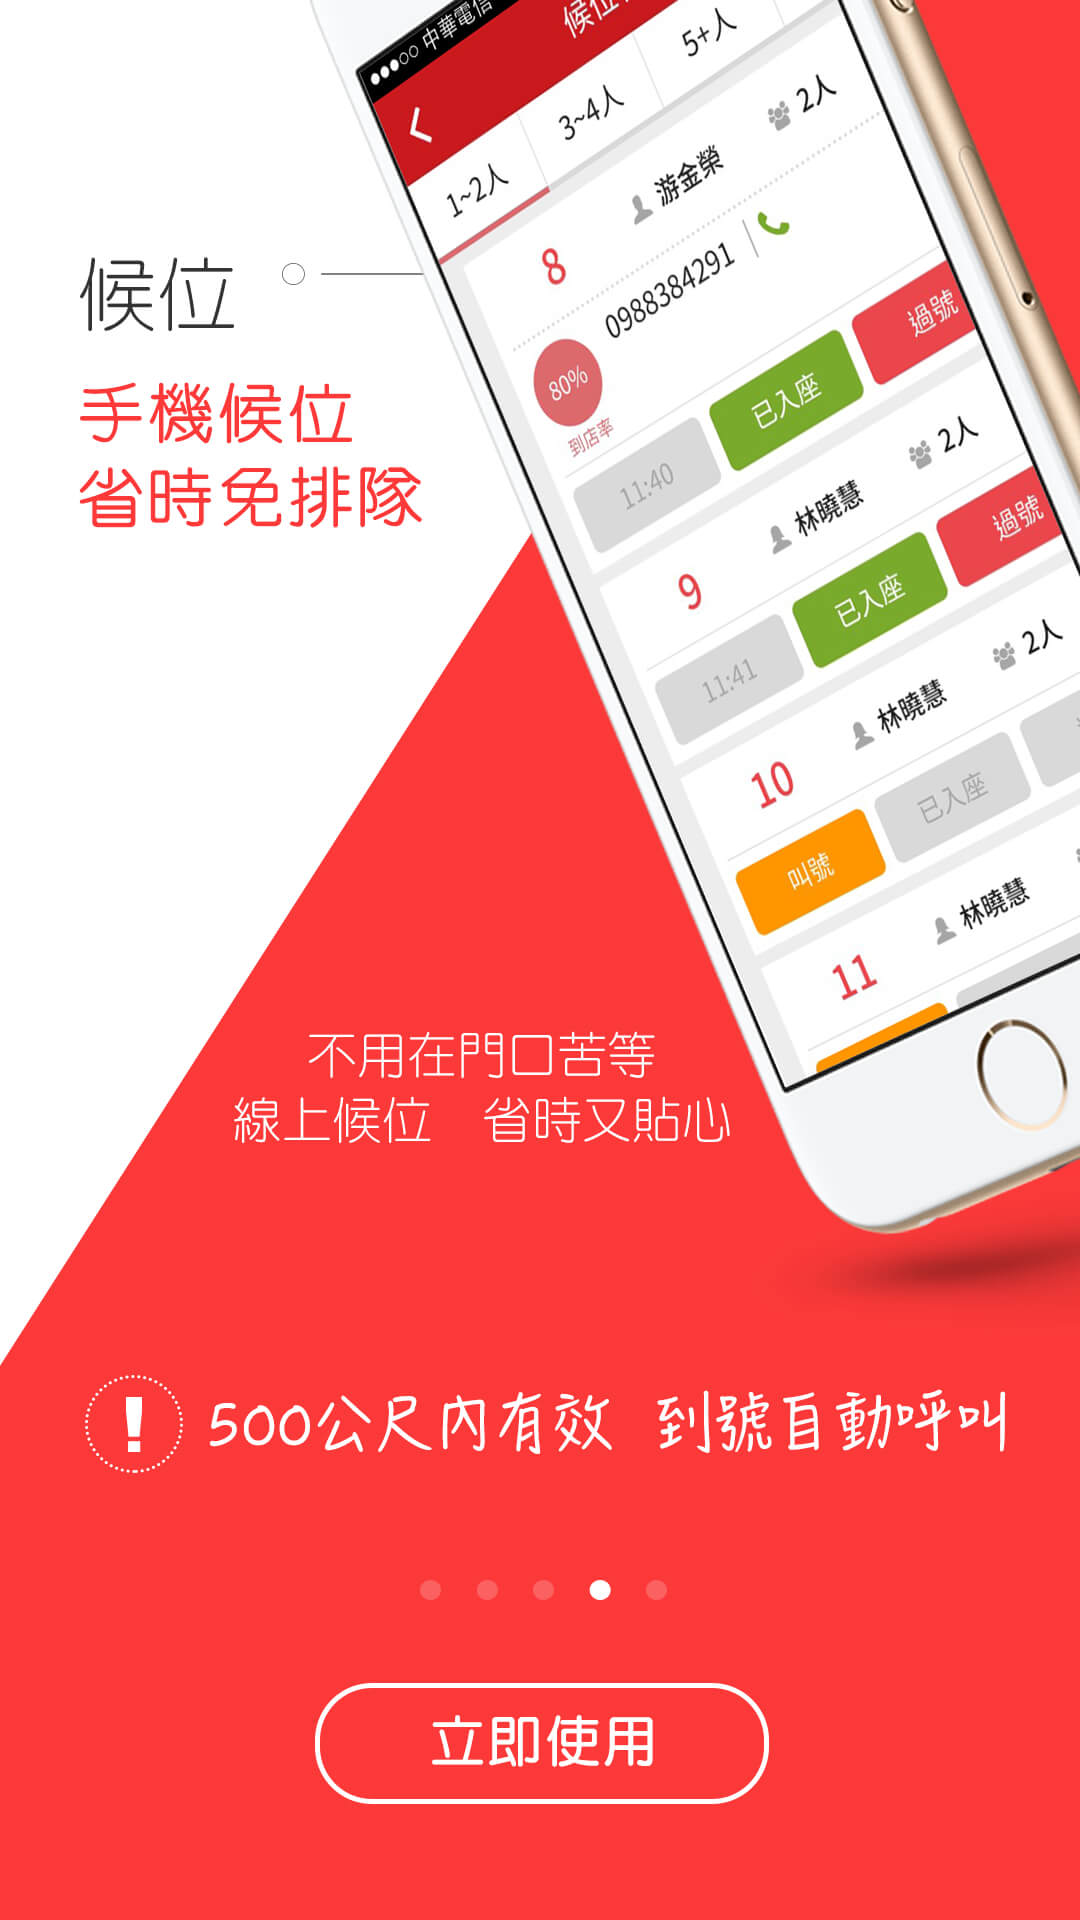 中華電信
候位
1~2人
3~4人
5+人
8
游金榮
2人
0988384291
80%
到店率
11:40
已入座
過號
9
林曉慧
2人
11:41
已入座
過號
10
林曉慧
2人
叫號
已入座
11
林曉慧
候位
手機候位
省時免排隊
不用在門口苦等
線上候位 省時又貼心
! 500公尺內有效 到號自動呼叫
立即使用